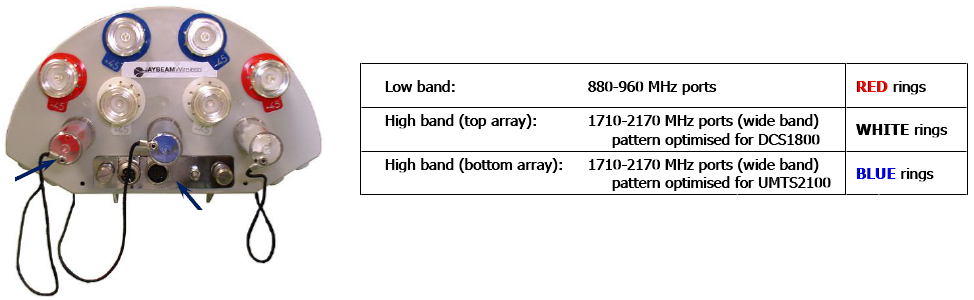 -45
JAYBEAM
-45
Low band: 880-960 MHz ports RED rings
High band (top array): 1710-2170 MHz ports (wide band) WHITE rings
pattern optimised for DCS1800
High band (bottom array): 1710-2170 MHz ports (wide band) BLUE rings
pattern optimised for UMTS2100